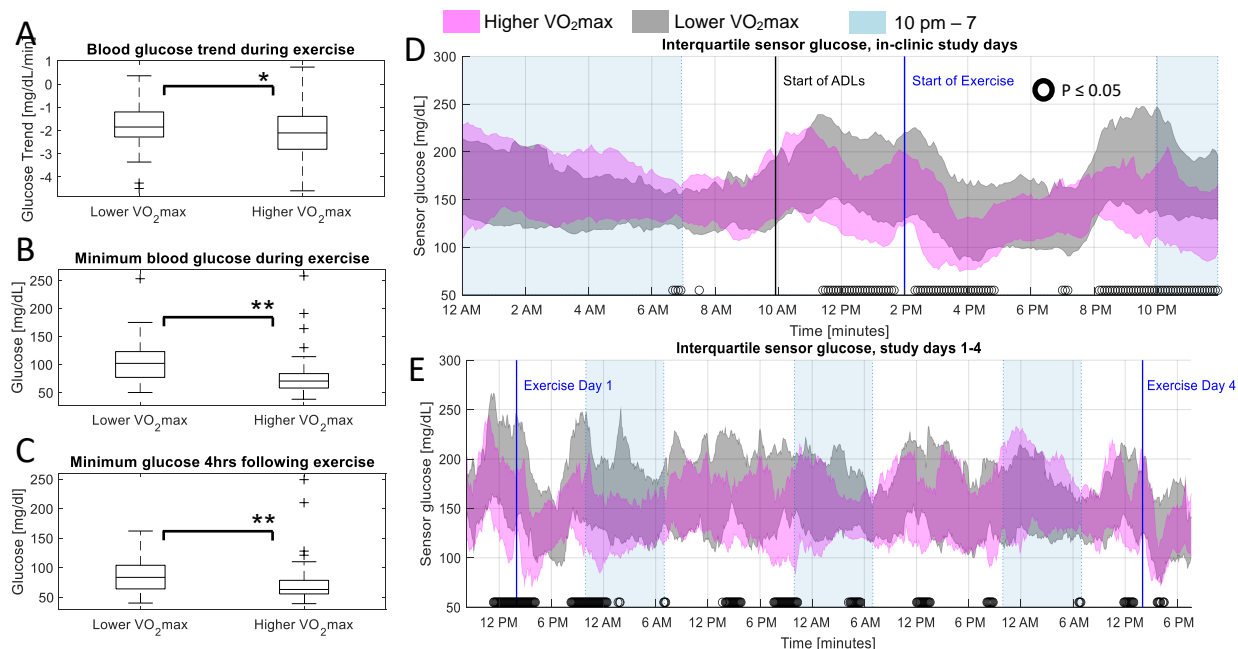 Higher VO2max
Lower VO2max
10 pm – 7
A
Blood glucose trend during exercise
Glucose Trend [mg/dL/min]
1
0
-1
-2
-3
-4
*
Lower VO2max
Higher VO2max
B
Minimum blood glucose during exercise
Glucose [mg/dL]
250
200
150
100
50
**
Lower VO2max
Higher VO2max
C
Minimum glucose 4hrs following exercise
Glucose [mg/dl]
250
200
150
100
50
**
Lower VO2max
Higher VO2max
D
Interquartile sensor glucose, in-clinic study days
Sensor glucose [mg/dL]
300
250
200
150
100
50
Start of ADLs
Start of Exercise
P ≤ 0.05
12 AM 2 AM 4 AM 6 AM 8 AM 10 AM 12 PM 2 PM 4 PM 6 PM 8 PM 10 PM
Time [minutes]
E
Interquartile sensor glucose, study days 1-4
Sensor glucose [mg/dL]
300
250
200
150
100
50
Exercise Day 1
Exercise Day 4
12 PM 6 PM 12 AM 6 AM 12 PM 6 PM 12 AM 6 AM 12 PM 6 PM 12 AM 6 AM 12 PM 6 PM
Time [minutes]